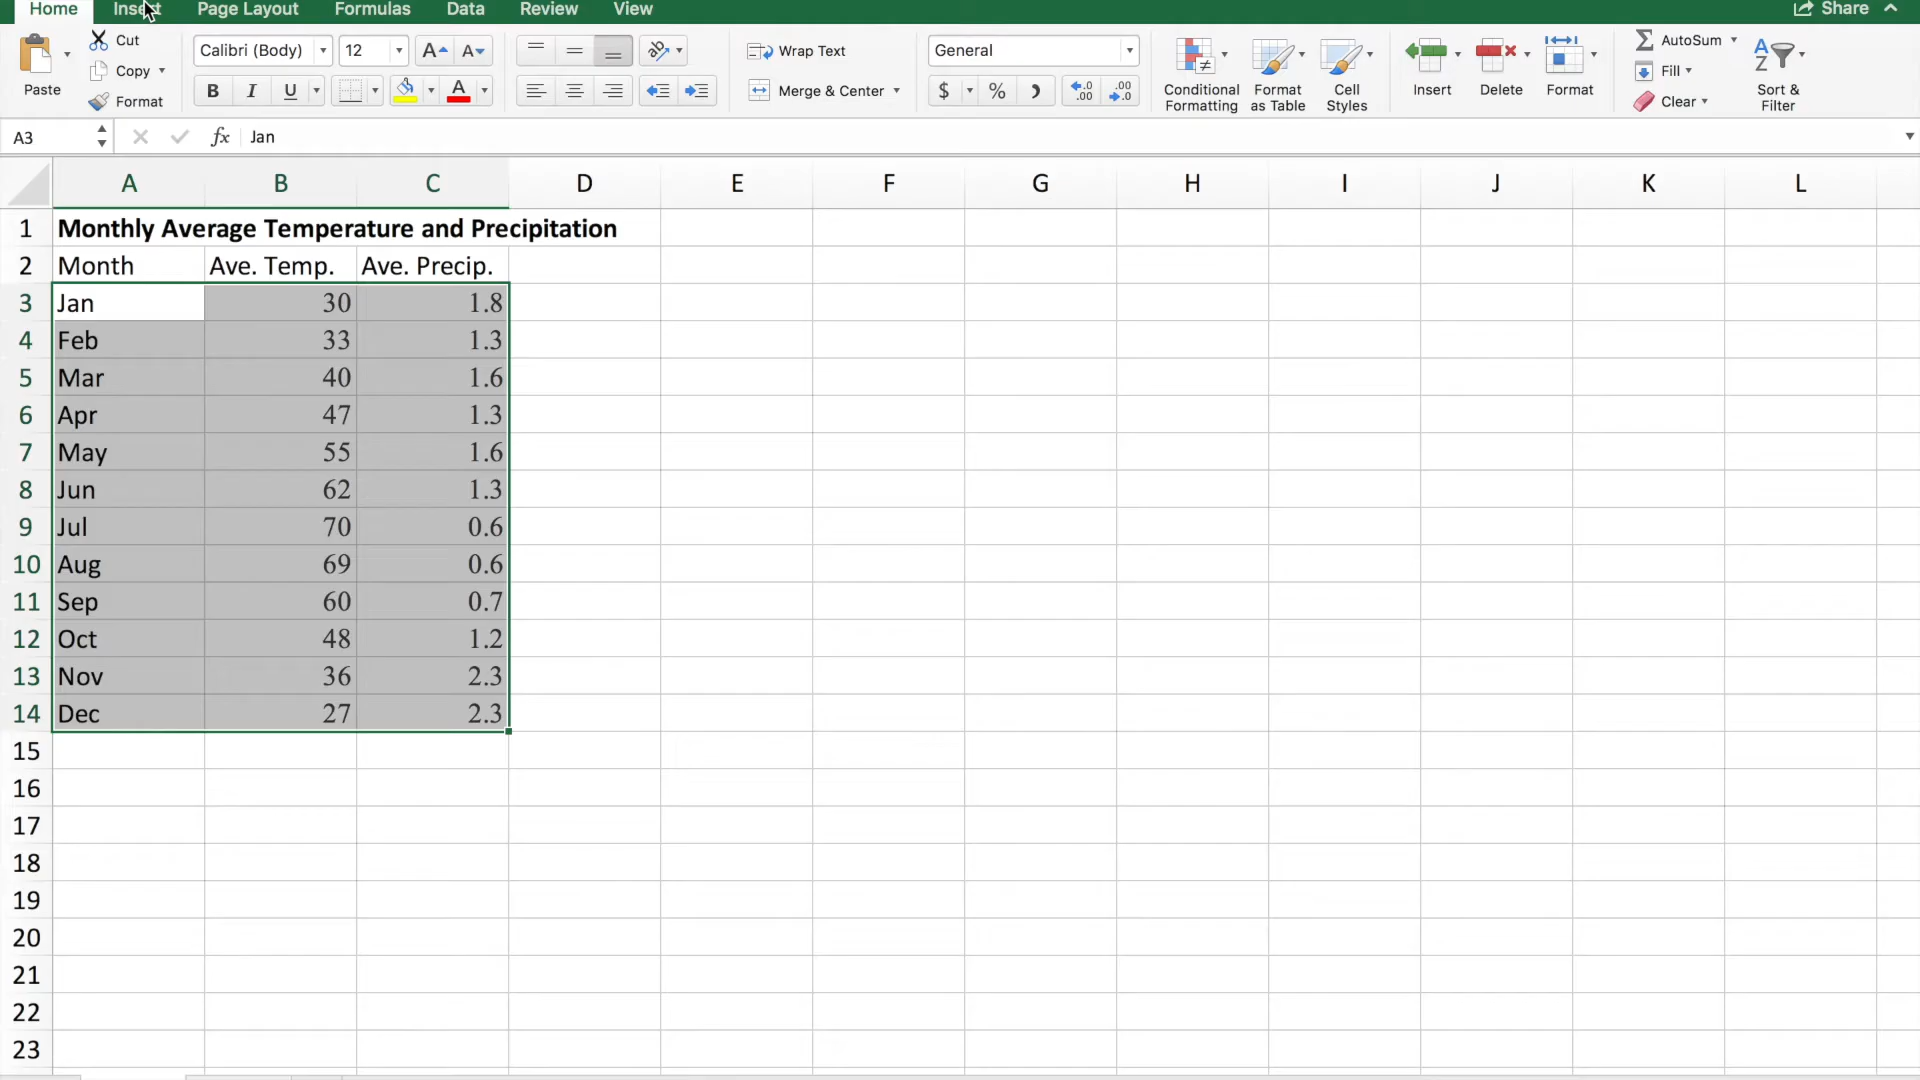 Home Insert Page Layout Formulas Data Review View Share
Cut
Copy
Format
Paste
Calibri (Body) 12 A A
B I U A
Wrap Text
Merge & Center
General
$ % .0 .00 .00 .0
Conditional Formatting
Format as Table
Cell Styles
Insert Delete Format
AutoSum
Fill
Clear
A Z
Sort & Filter
A3 fx Jan
A B C D E F G H I J K L
1 Monthly Average Temperature and Precipitation
2 Month Ave. Temp. Ave. Precip.
3 Jan 30 1.8
4 Feb 33 1.3
5 Mar 40 1.6
6 Apr 47 1.3
7 May 55 1.6
8 Jun 62 1.3
9 Jul 70 0.6
10 Aug 69 0.6
11 Sep 60 0.7
12 Oct 48 1.2
13 Nov 36 2.3
14 Dec 27 2.3
15
16
17
18
19
20
21
22
23